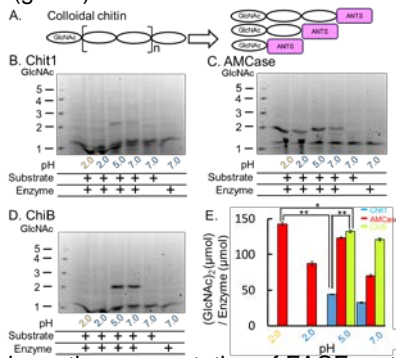 A. Colloidal chitin
GlcNAc n
GlcNAc ANTS
GlcNAc ANTS
GlcNAc ANTS
B. Chit1
GlcNAc
5
4
3
2
1
pH 2.0 2.0 5.0 7.0 7.0 7.0
Substrate + + + + +
Enzyme + + + + +
C. AMCase
GlcNAc
5
4
3
2
1
pH 2.0 2.0 5.0 7.0 7.0 7.0
Substrate + + + + +
Enzyme + + + + +
D. ChiB
GlcNAc
5
4
3
2
1
pH 2.0 2.0 5.0 7.0 7.0 7.0
Substrate + + + + +
Enzyme + + + + +
E.
(GlcNAc)₂(μmol)
/ Enzyme (μmol)
150
100
50
0
* 
** **
Chit1
AMCase
ChiB
2.0 2.0 5.0 7.0
pH